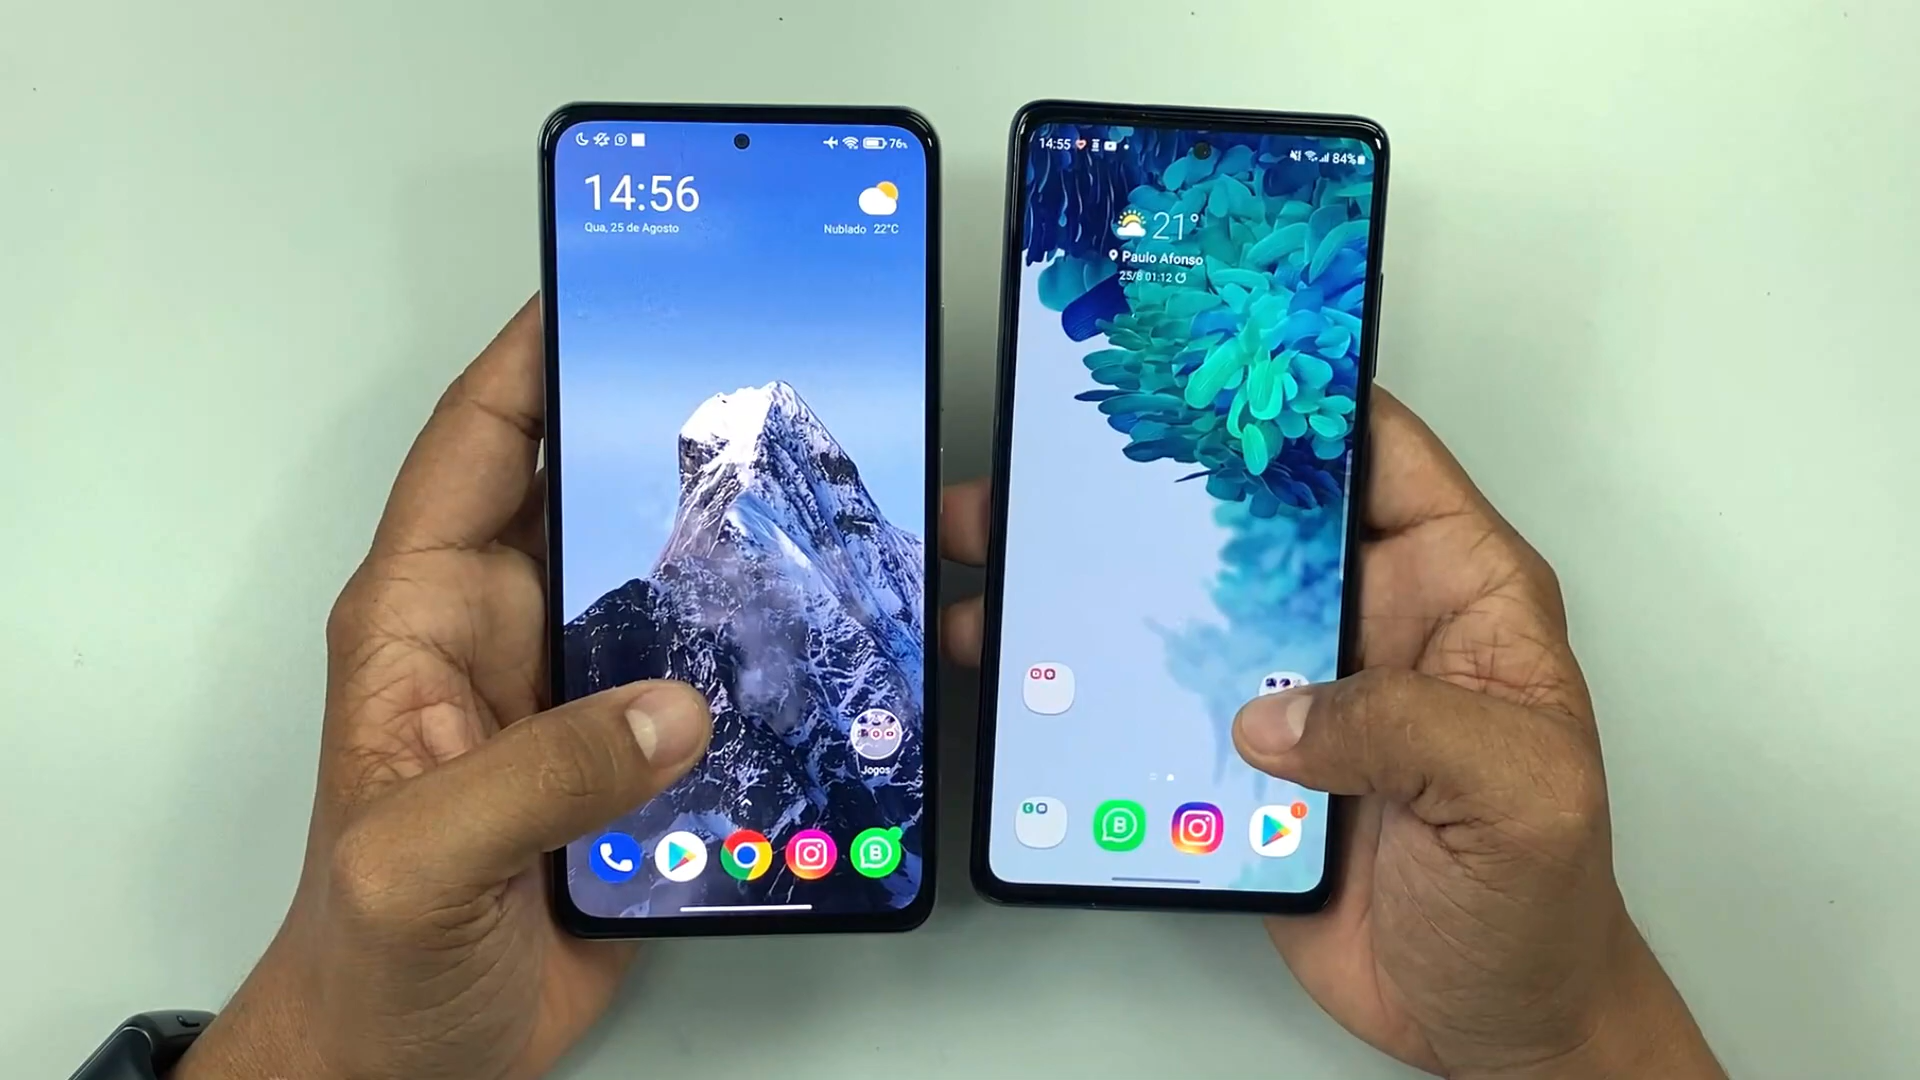 76%
14:56
Qua, 25 de Agosto
Nublado 22°C
Jogos
14:55
84%
21°
Paulo Afonso
25/8 01:12
B
B
1